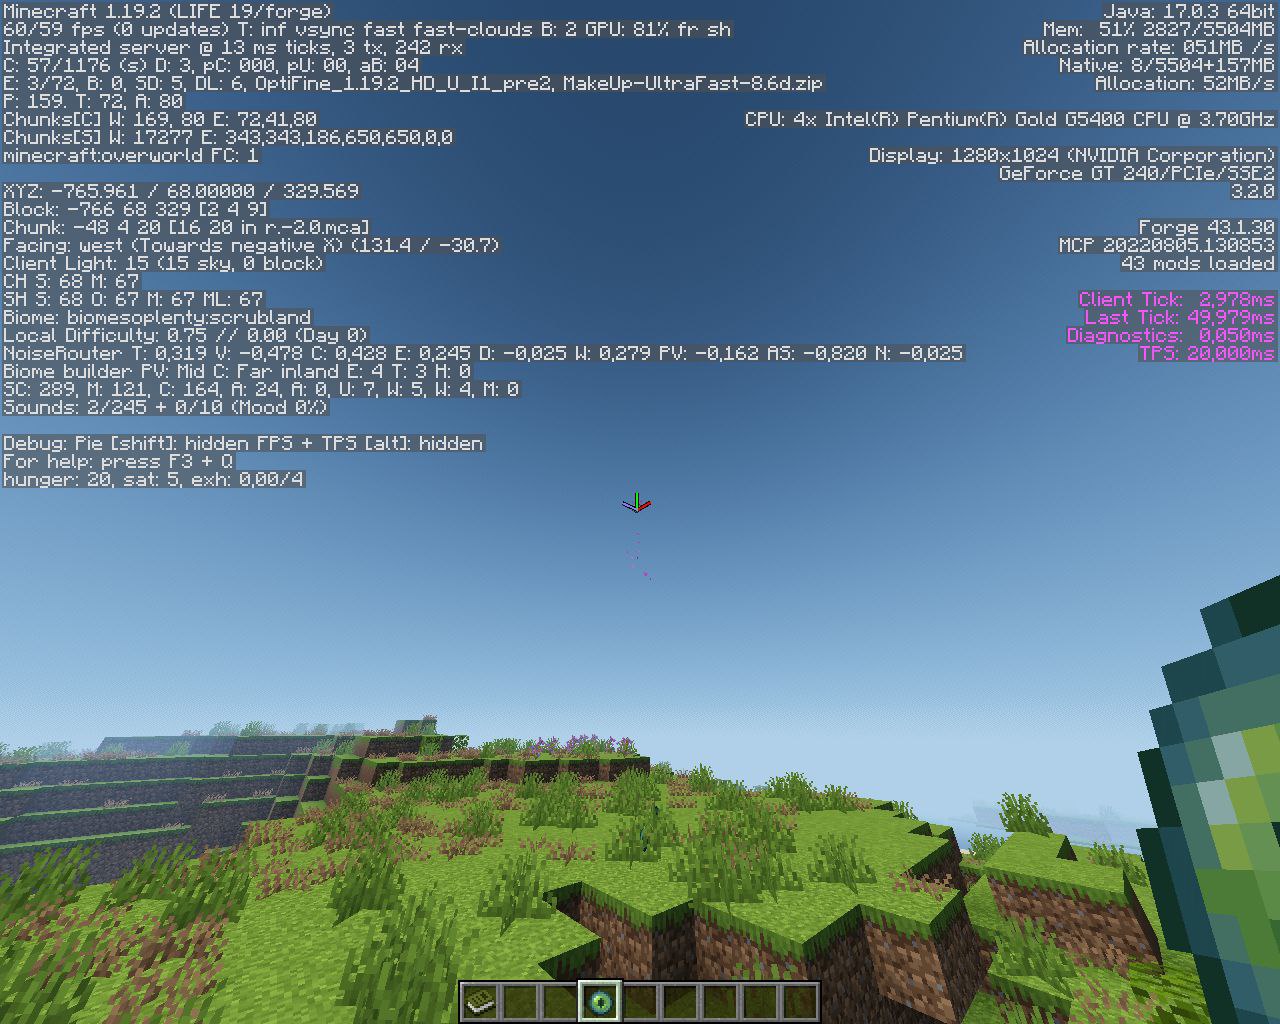 Minecraft 1.19.2 (LIFE 19/forge)
60/59 fps (0 updates) T: inf vsync fast fast-clouds B: 2 GPU: 81% fr sh
Integrated server @ 13 ms ticks, 3 tx, 242 rx
C: 57/1176 (s) D: 3, pC: 000, pU: 00, aB: 04
E: 3/72, B: 0, SD: 5, DL: 6, OptiFine_1.19.2_HD_U_I1_pre2, MakeUp-UltraFast-8.6d.zip
P: 159. T: 72, A: 80
Chunks[C] W: 169, 80 E: 72,41,80
Chunks[S] W: 17277 E: 343,343,186,650,650,0,0
minecraft:overworld FC: 1
XYZ: -765.961 / 68.00000 / 329.569
Block: -766 68 329 [2 4 9]
Chunk: -48 4 20 [16 20 in r.-2.0.mca]
Facing: west (Towards negative X) (131.4 / -30.7)
Client Light: 15 (15 sky, 0 block)
CH S: 68 M: 67
SH S: 68 O: 67 M: 67 ML: 67
Biome: biomesoplenty:scrubland
Local Difficulty: 0.75 // 0.00 (Day 0)
NoiseRouter T: 0,319 V: -0,478 C: 0,428 E: 0,245 D: -0,025 W: 0,279 PV: -0,162 AS: -0,820 N: -0,025
Biome builder PV: Mid C: Far inland E: 4 T: 3 H: 0
SC: 289, M: 121, C: 164, A: 24, A: 0, U: 7, W: 5, W: 4, M: 0
Sounds: 2/245 + 0/10 (Mood 0%)
Debug: Pie [shift]: hidden FPS + TPS [alt]: hidden
For help: press F3 + Q
hunger: 20, sat: 5, exh: 0,00/4
Java: 17.0.3 64bit
Mem: 51% 2827/5504MB
Allocation rate: 051MB /s
Native: 8/5504+157MB
Allocation: 52MB/s
CPU: 4x Intel(R) Pentium(R) Gold G5400 CPU @ 3.70GHz
Display: 1280x1024 (NVIDIA Corporation)
GeForce GT 240/PCIe/SSE2
3.2.0
Forge 43.1.30
MCP 20220805.130853
43 mods loaded
Client Tick: 2,978ms
Last Tick: 49,979ms
Diagnostics: 0,050ms
TPS: 20,000ms